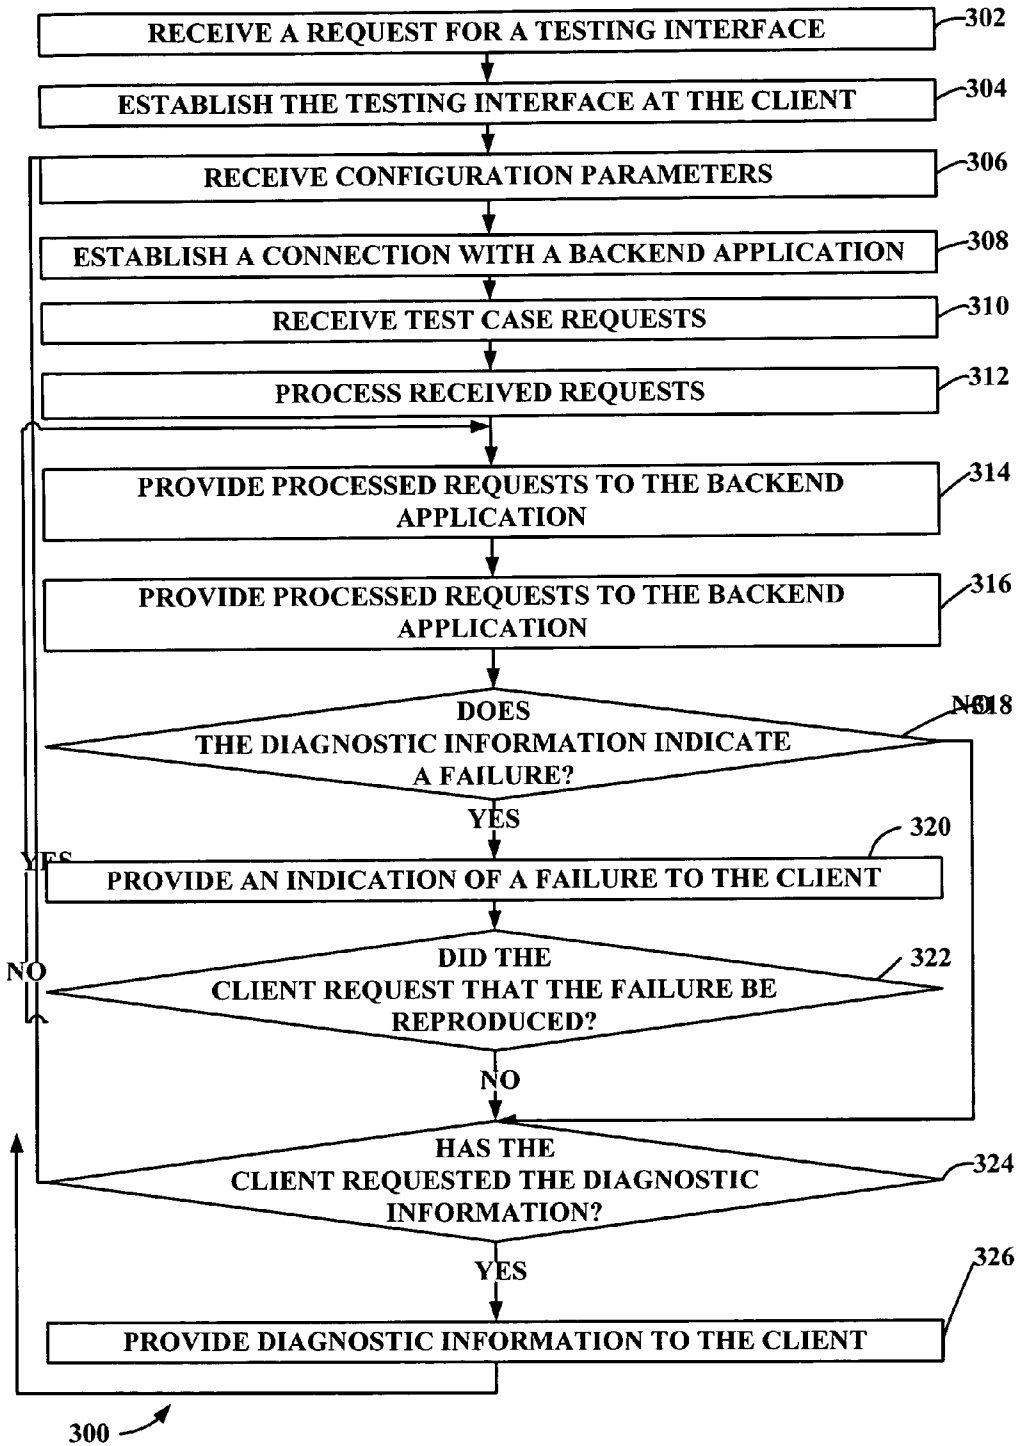 RECEIVE A REQUEST FOR A TESTING INTERFACE
302
ESTABLISH THE TESTING INTERFACE AT THE CLIENT
304
RECEIVE CONFIGURATION PARAMETERS
306
ESTABLISH A CONNECTION WITH A BACKEND APPLICATION
308
RECEIVE TEST CASE REQUESTS
310
PROCESS RECEIVED REQUESTS
312
PROVIDE PROCESSED REQUESTS TO THE BACKEND
APPLICATION
314
PROVIDE PROCESSED REQUESTS TO THE BACKEND
APPLICATION
316
DOES
THE DIAGNOSTIC INFORMATION INDICATE
A FAILURE?
NO
318
YES
320
YES
PROVIDE AN INDICATION OF A FAILURE TO THE CLIENT
DID THE
CLIENT REQUEST THAT THE FAILURE BE
REPRODUCED?
322
NO
NO
HAS THE
CLIENT REQUESTED THE DIAGNOSTIC
INFORMATION?
324
YES
326
PROVIDE DIAGNOSTIC INFORMATION TO THE CLIENT
300